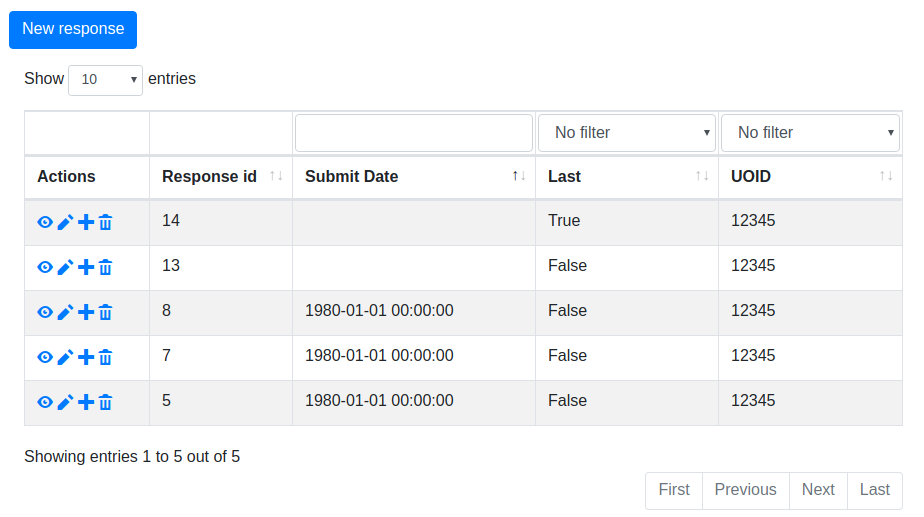 New response
Show 10 entries
No filter No filter
Actions Response id Submit Date Last UOID
14 True 12345
13 False 12345
8 1980-01-01 00:00:00 False 12345
7 1980-01-01 00:00:00 False 12345
5 1980-01-01 00:00:00 False 12345
Showing entries 1 to 5 out of 5
First Previous Next Last